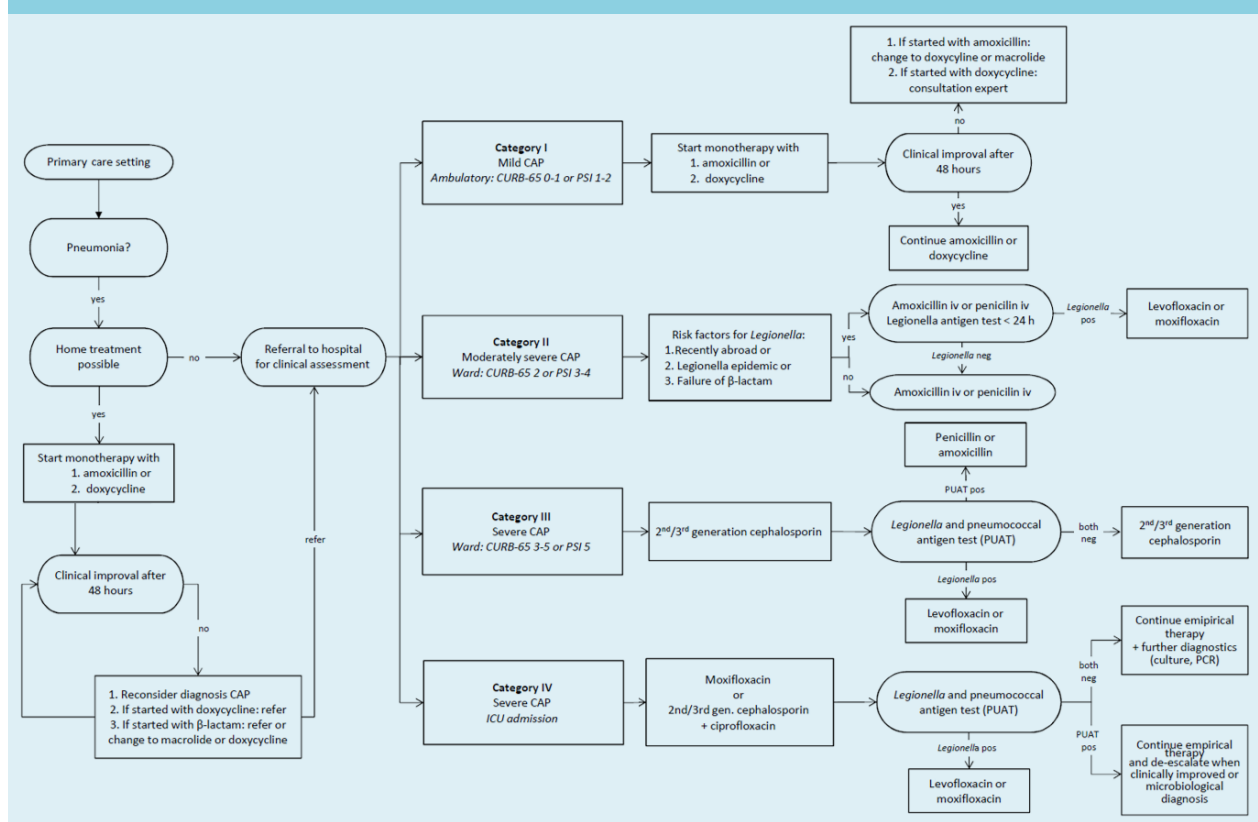 Primary care setting
Pneumonia?
yes
Home treatment
possible
no
yes
Start monotherapy with
1. amoxicillin or
2. doxycycline
Clinical improval after
48 hours
no
1. Reconsider diagnosis CAP
2. If started with doxycycline: refer
3. If started with β-lactam: refer or
change to macrolide or doxycycline
refer
Referral to hospital
for clinical assessment
Category I
Mild CAP
Ambulatory: CURB-65 0-1 or PSI 1-2
Start monotherapy with
1. amoxicillin or
2. doxycycline
Clinical improval after
48 hours
no
1. If started with amoxicillin:
change to doxycyline or macrolide
2. If started with doxycycline:
consultation expert
yes
Continue amoxicillin or
doxycycline
Category II
Moderately severe CAP
Ward: CURB-65 2 or PSI 3-4
Risk factors for Legionella:
1.Recently abroad or
2. Legionella epidemic or
3. Failure of β-lactam
yes
no
Amoxicillin iv or penicilin iv
Legionella antigen test < 24 h
Legionella
pos
Levofloxacin or
moxifloxacin
Legionella neg
Amoxicillin iv or penicilin iv
Category III
Severe CAP
Ward: CURB-65 3-5 or PSI 5
2nd/3rd generation cephalosporin
Legionella and pneumococcal
antigen test (PUAT)
PUAT pos
Penicillin or
amoxicillin
both
neg
2nd/3rd generation
cephalosporin
Legionella pos
Levofloxacin or
moxifloxacin
Category IV
Severe CAP
ICU admission
Moxifloxacin
or
2nd/3rd gen. cephalosporin
+ ciprofloxacin
Legionella and pneumococcal
antigen test (PUAT)
both
neg
Continue emipirical
therapy
+ further diagnostics
(culture, PCR)
PUAT
pos
Continue empirical
therapy
and de-escalate when
clinically improved or
microbiological
diagnosis
Legionella pos
Levofloxacin or
moxifloxacin